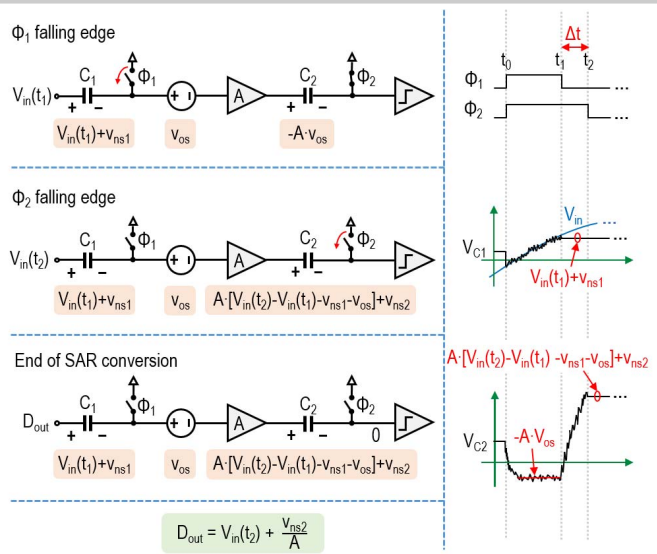 Φ1 falling edge
C1
Φ1
C2
Φ2
Vin(t1)
+ −
+ −
A
+ −
Vin(t1)+vns1
vos
-A·vos
Φ2 falling edge
C1
Φ1
C2
Φ2
Vin(t2)
+ −
+ ı
A
+ −
Vin(t1)+vns1
vos
A·[Vin(t2)-Vin(t1)-vns1-vos]+vns2
End of SAR conversion
C1
Φ1
C2
Φ2
Dout
+ −
+ ı
A
+ −
0
Vin(t1)+vns1
vos
A·[Vin(t2)-Vin(t1)-vns1-vos]+vns2
Dout = Vin(t2) + vns2/A
Δt
t0 t1 t2
Φ1 ...
Φ2 ...
Vin ...
VC1 ...
Vin(t1)+vns1
A·[Vin(t2)-Vin(t1) -vns1-vos]+vns2
...
VC2
-A·Vos